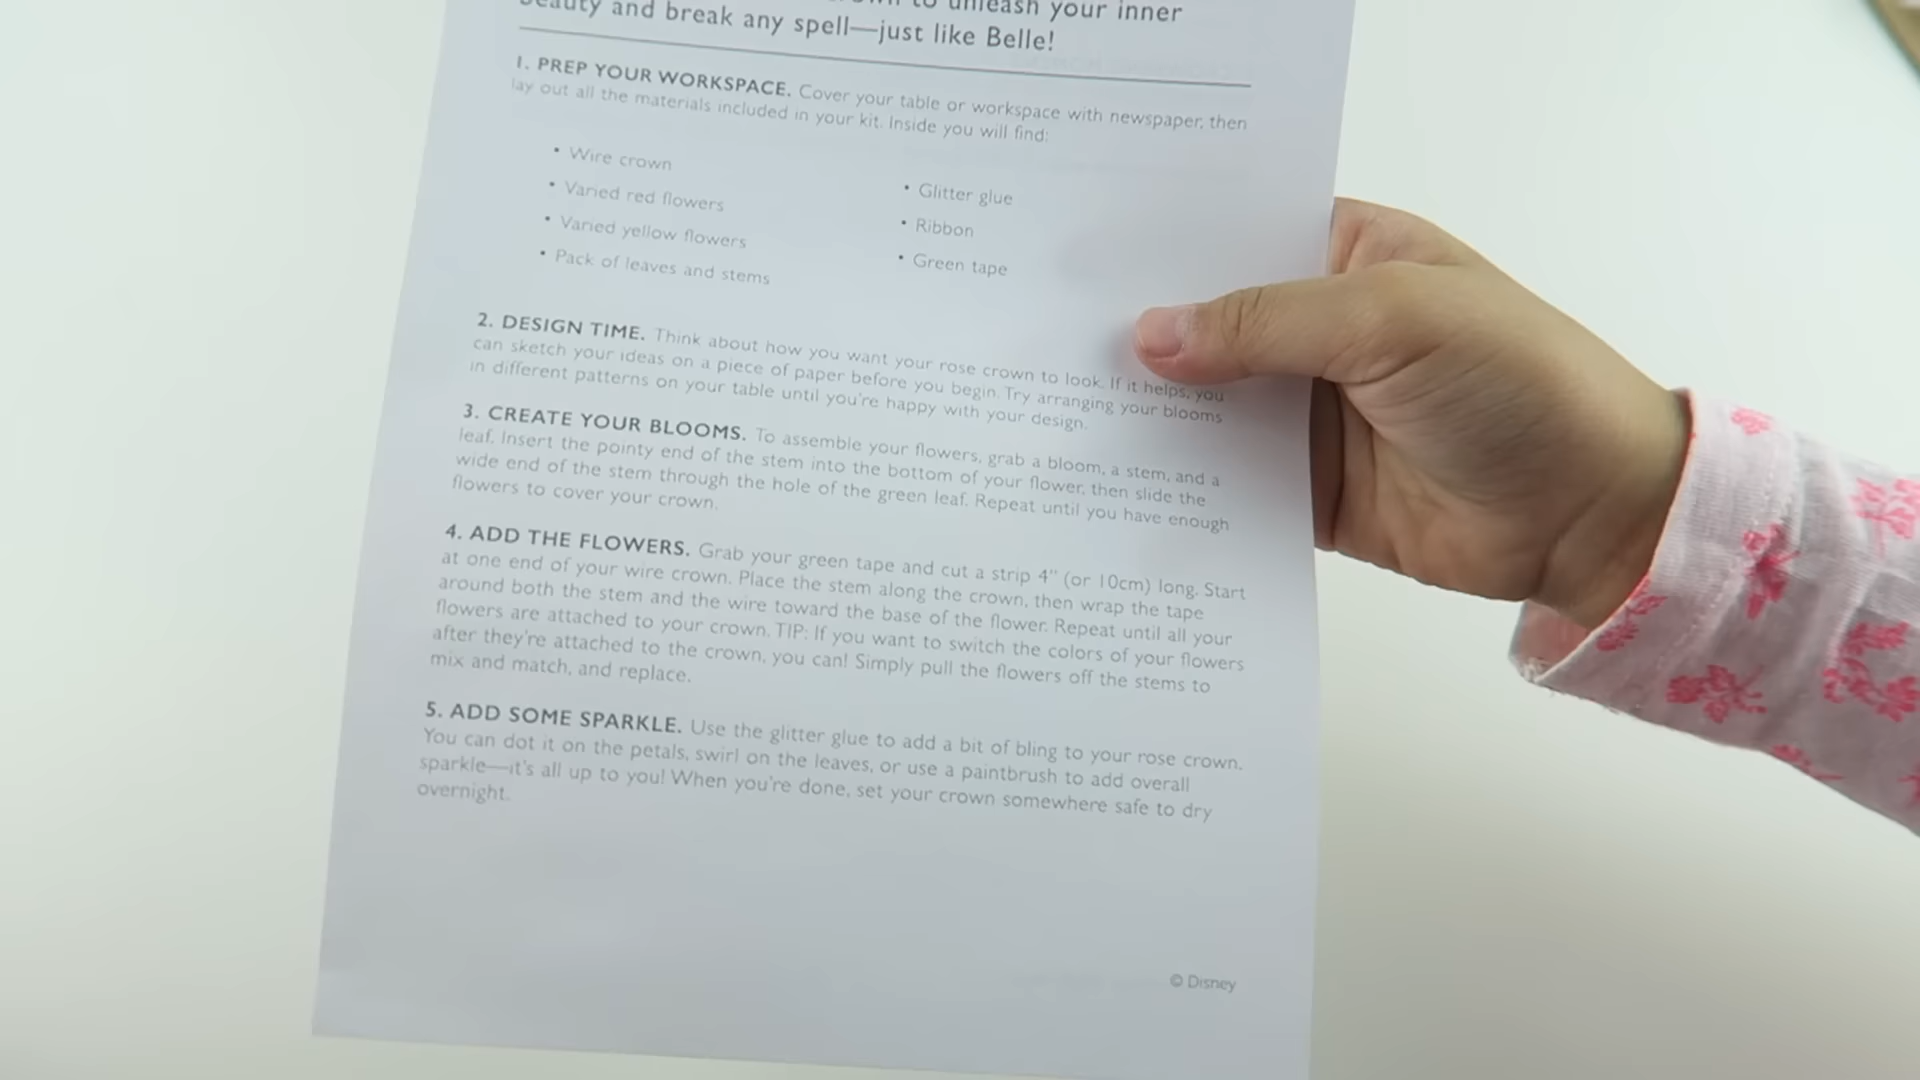 to unleash your inner
beauty and break any spell—just like Belle!
1. PREP YOUR WORKSPACE. Cover your table or workspace with newspaper, then
lay out all the materials included in your kit. Inside you will find:
• Wire crown
• Varied red flowers
• Varied yellow flowers
• Pack of leaves and stems
• Glitter glue
• Ribbon
• Green tape
2. DESIGN TIME. Think about how you want your rose crown to look. If it helps, you
can sketch your ideas on a piece of paper before you begin. Try arranging your blooms
in different patterns on your table until you're happy with your design.
3. CREATE YOUR BLOOMS. To assemble your flowers, grab a bloom, a stem, and a
leaf. Insert the pointy end of the stem into the bottom of your flower, then slide the
wide end of the stem through the hole of the green leaf. Repeat until you have enough
flowers to cover your crown.
4. ADD THE FLOWERS. Grab your green tape and cut a strip 4" (or 10cm) long. Start
at one end of your wire crown. Place the stem along the crown, then wrap the tape
around both the stem and the wire toward the base of the flower. Repeat until all your
flowers are attached to your crown. TIP: If you want to switch the colors of your flowers
after they're attached to the crown, you can! Simply pull the flowers off the stems to
mix and match, and replace.
5. ADD SOME SPARKLE. Use the glitter glue to add a bit of bling to your rose crown.
You can dot it on the petals, swirl on the leaves, or use a paintbrush to add overall
sparkle—it's all up to you! When you're done, set your crown somewhere safe to dry
overnight.
© Disney